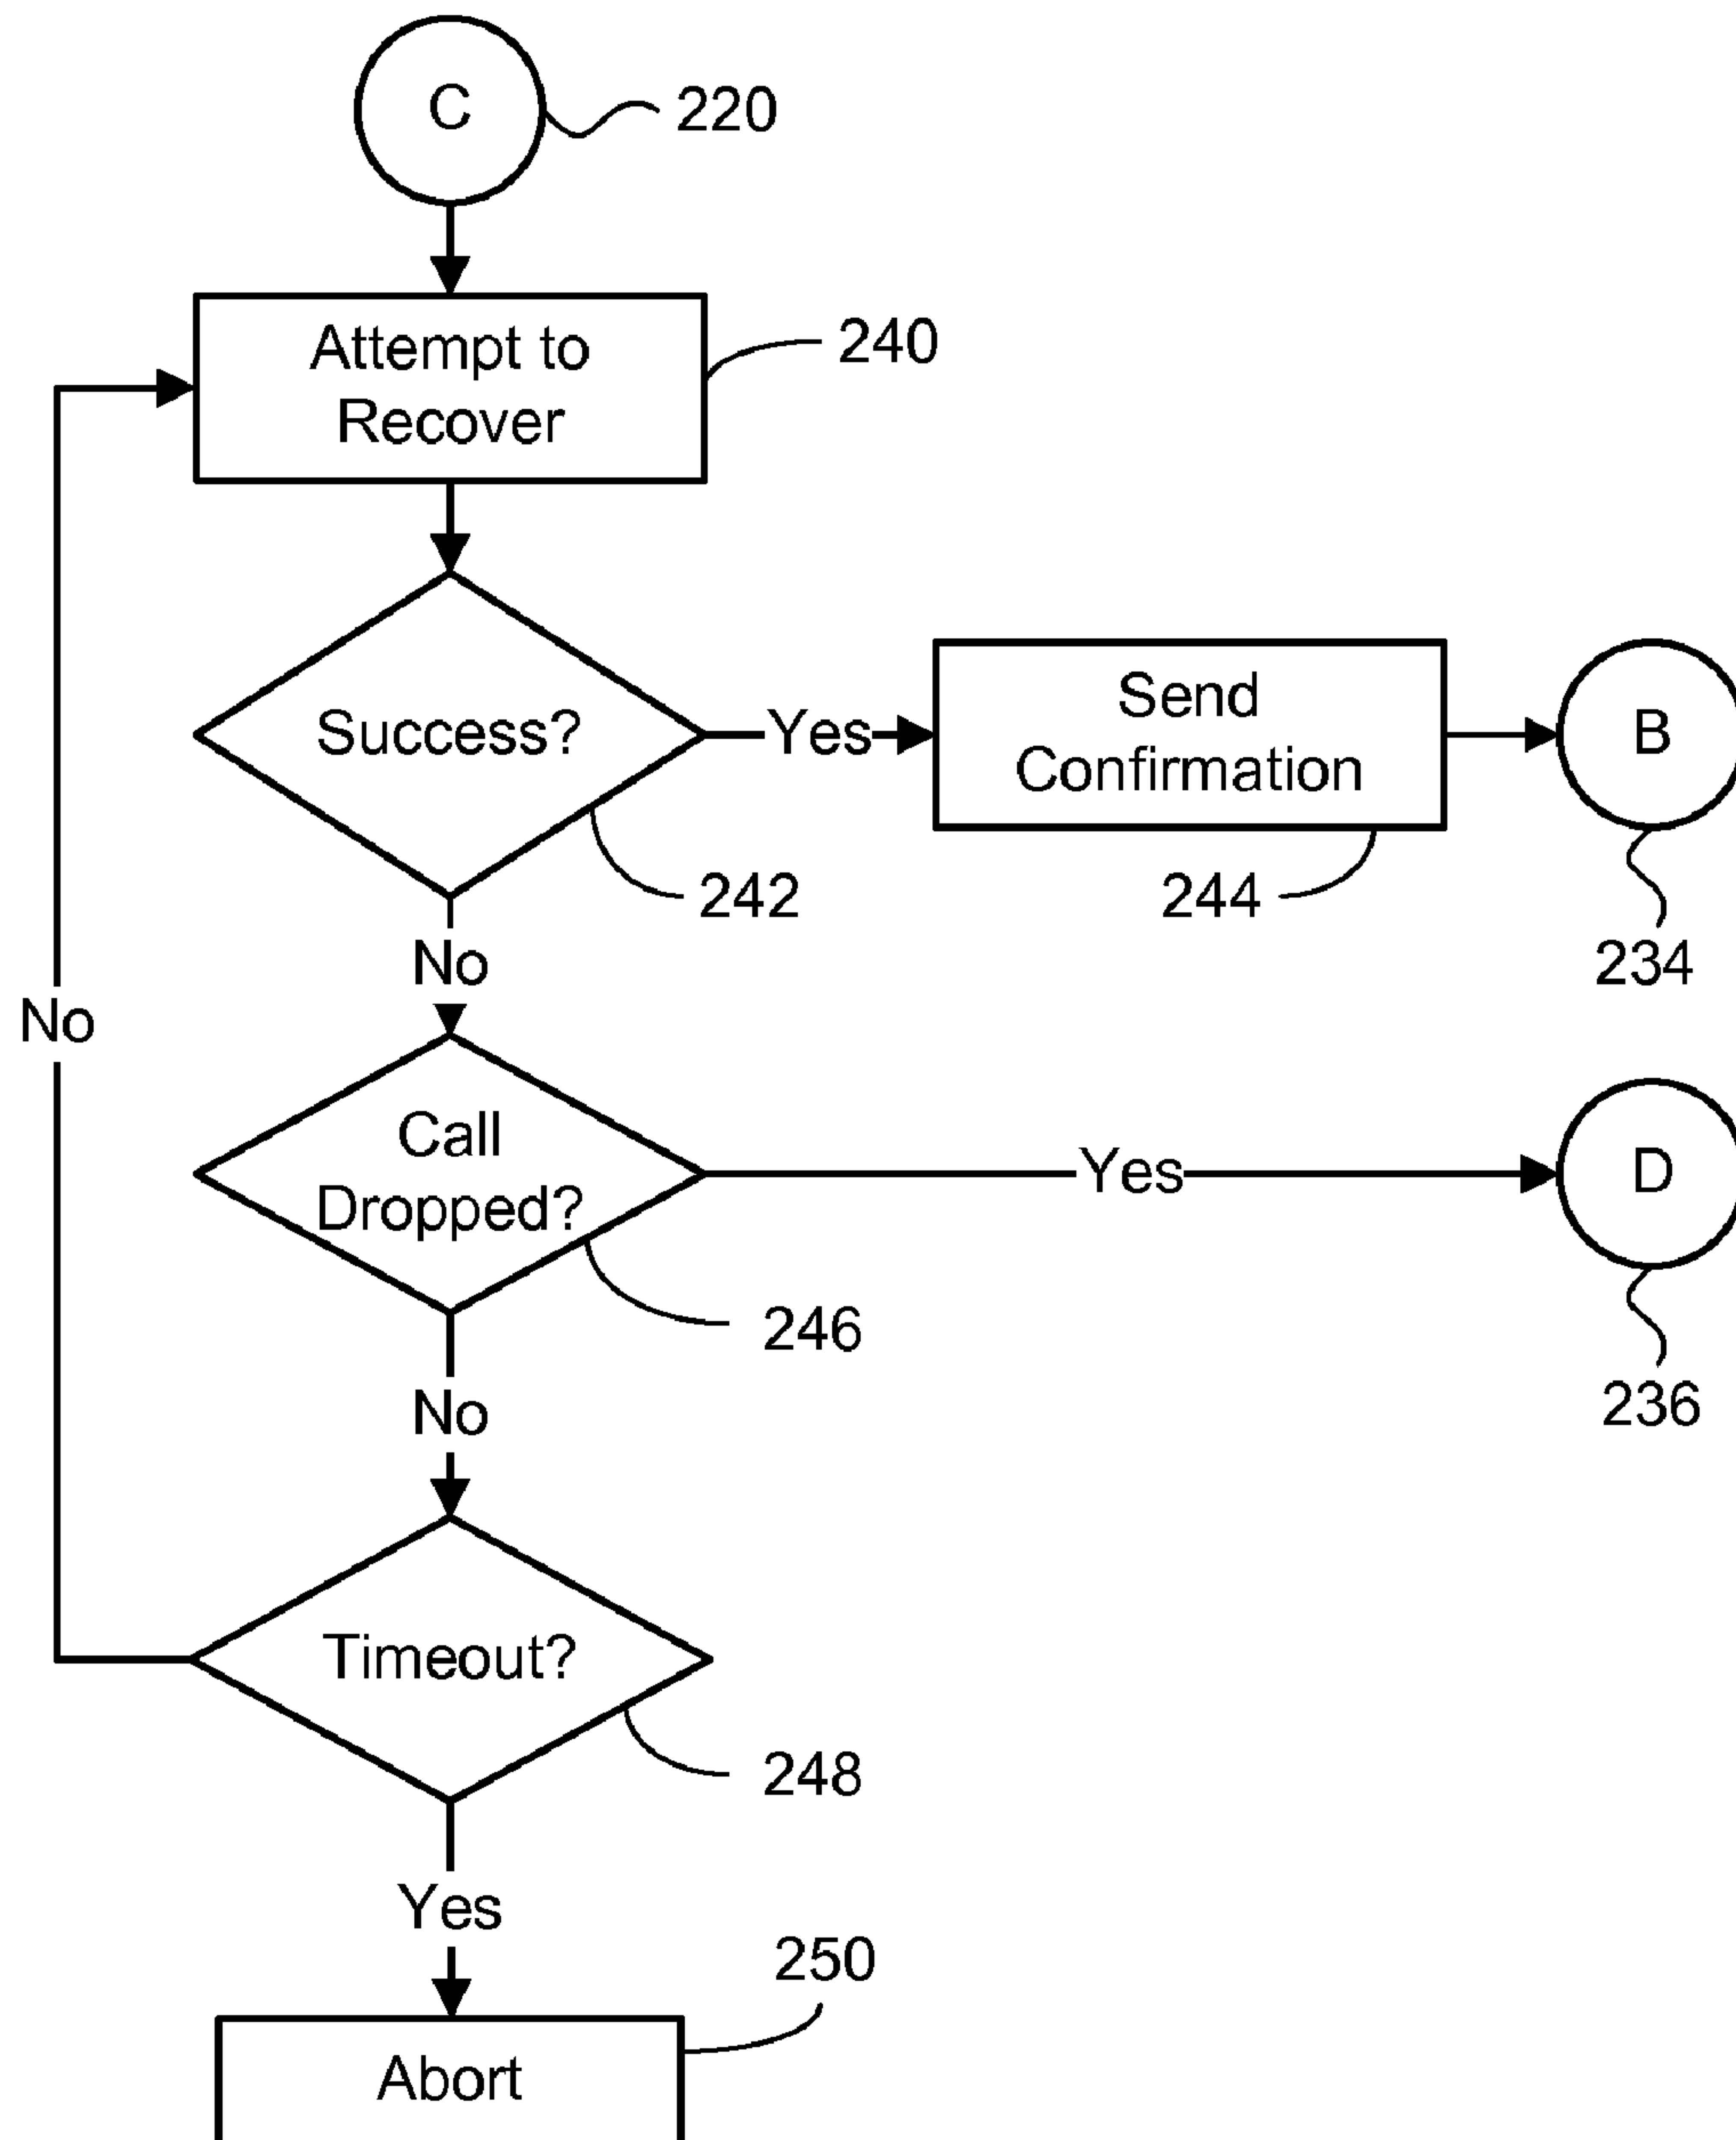 C
220
Attempt to
Recover
240
Success?
Yes
Send
Confirmation
B
242
244
234
No
No
Call
Dropped?
Yes
D
246
236
No
Timeout?
248
Yes
250
Abort